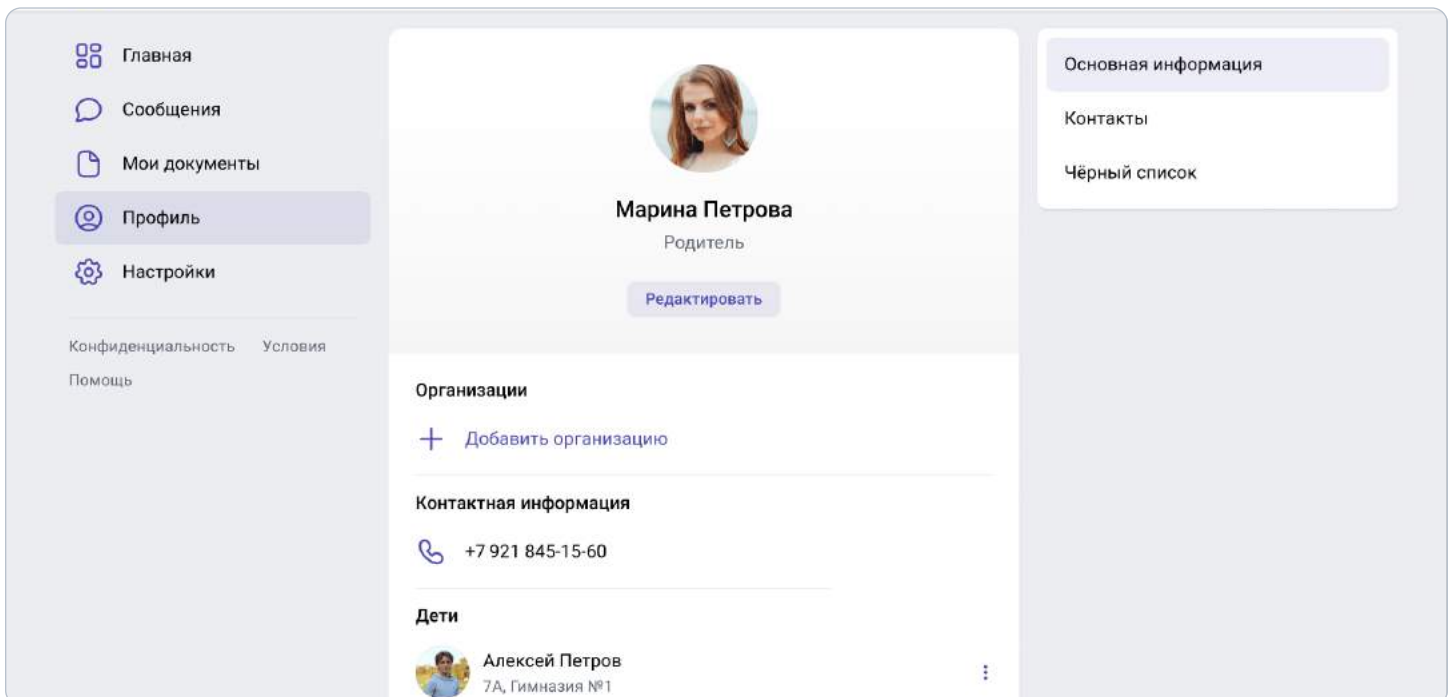 Главная
Сообщения
Мои документы
Профиль
Настройки
Конфиденциальность Условия
Помощь
Марина Петрова
Родитель
Редактировать
Организации
Добавить организацию
Контактная информация
+7 921 845-15-60
Дети
Алексей Петров
7А, Гимназия №1
Основная информация
Контакты
Чёрный список